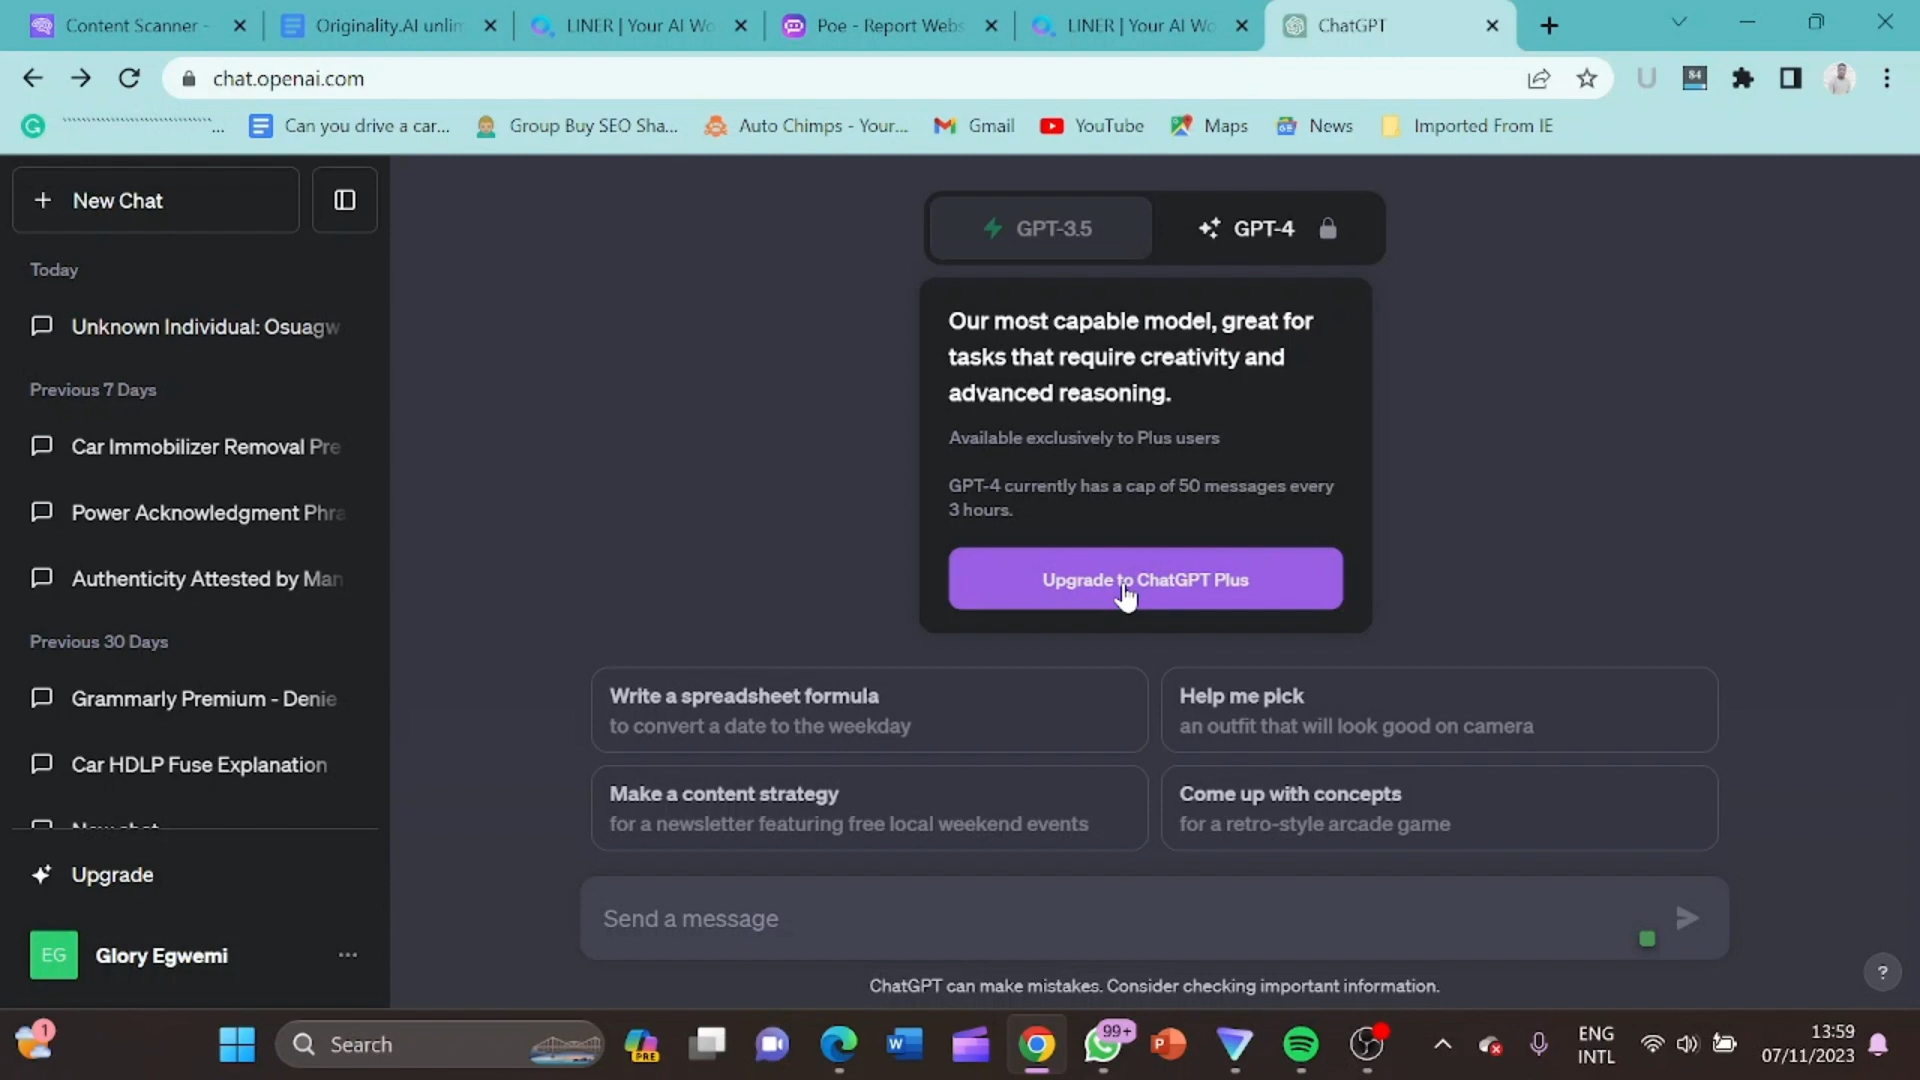 Content Scanner -
Originality.AI unlim
LINER | Your AI Wo
Poe - Report Webs
LINER | Your AI Wo
ChatGPT
chat.openai.com
84
Can you drive a car...
Group Buy SEO Sha...
Auto Chimps - Your...
Gmail
YouTube
Maps
News
Imported From IE
New Chat
Today
Unknown Individual: Osuagw
Previous 7 Days
Car Immobilizer Removal Pre
Power Acknowledgment Phra
Authenticity Attested by Man
Previous 30 Days
Grammarly Premium - Denie
Car HDLP Fuse Explanation
New chat
Upgrade
EG
Glory Egwemi
GPT-3.5
GPT-4
Our most capable model, great for
tasks that require creativity and
advanced reasoning.
Available exclusively to Plus users
GPT-4 currently has a cap of 50 messages every
3 hours.
Upgrade to ChatGPT Plus
Write a spreadsheet formula
to convert a date to the weekday
Help me pick
an outfit that will look good on camera
Make a content strategy
for a newsletter featuring free local weekend events
Come up with concepts
for a retro-style arcade game
Send a message
ChatGPT can make mistakes. Consider checking important information.
?
1
Search
PRE
99+
ENG
INTL
13:59
07/11/2023